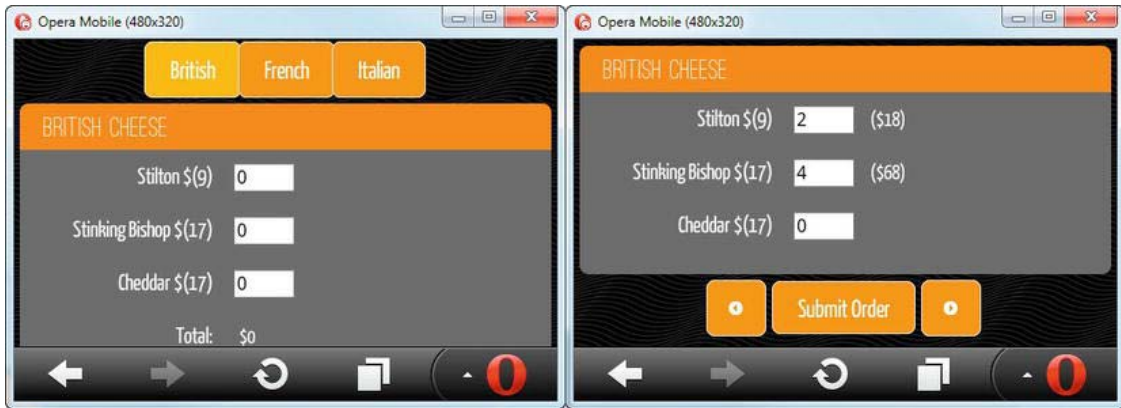 Opera Mobile (480x320)
British French Italian
BRITISH CHEESE
Stilton $(9) 0
Stinking Bishop $(17) 0
Cheddar $(17) 0
Total: $0
Opera Mobile (480x320)
BRITISH CHEESE
Stilton $(9) 2 ($18)
Stinking Bishop $(17) 4 ($68)
Cheddar $(17) 0
Submit Order